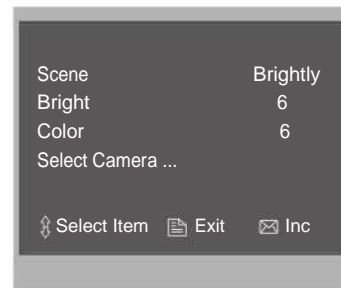 Scene Brightly
Bright 6
Color 6
Select Camera ...
Select Item Exit Inc